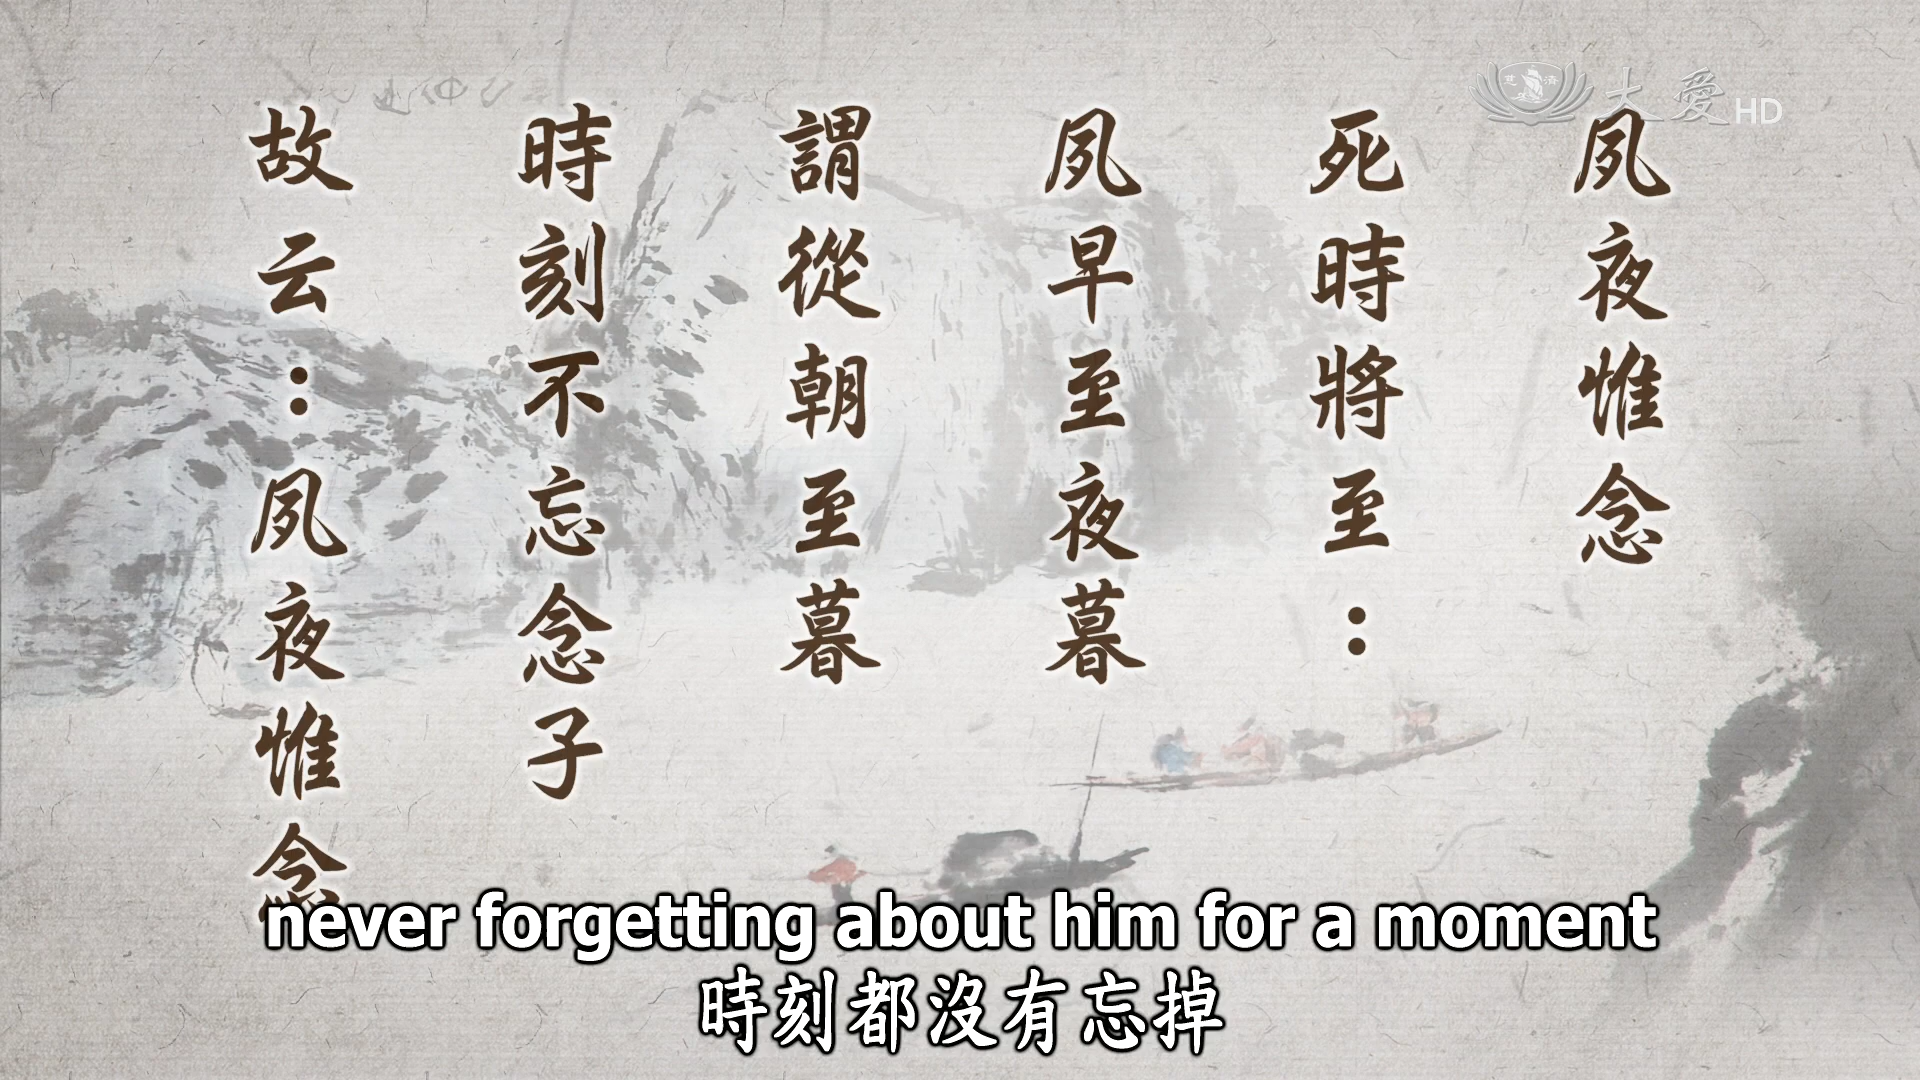 夙夜惟念
死時將至：
夙早至夜暮
謂從朝至暮
時刻不忘念子
故云：夙夜惟念
大愛HD
never forgetting about him for a moment
時刻都沒有忘掉